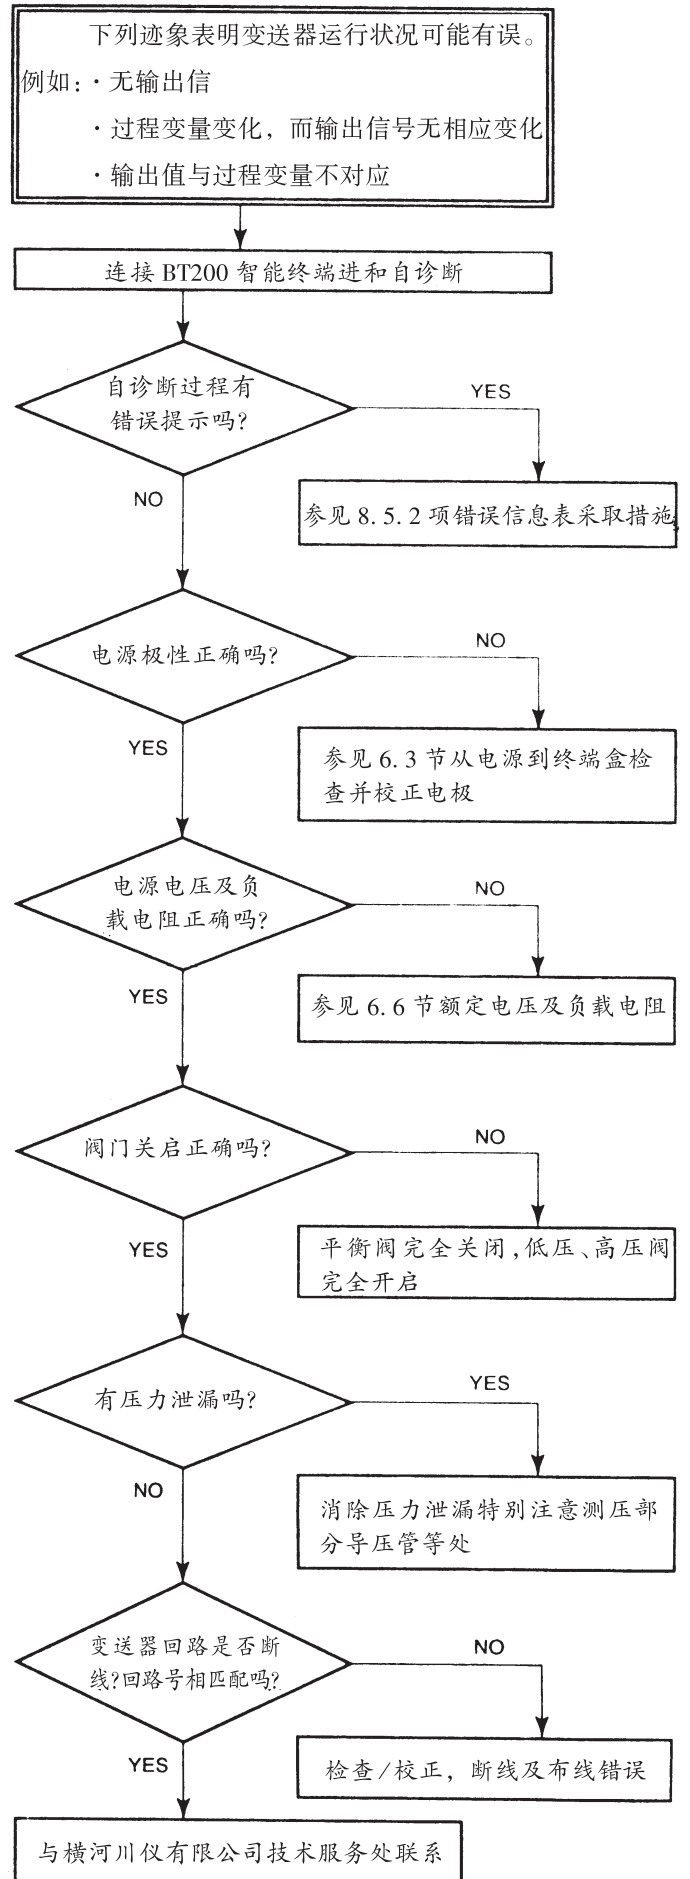 下列迹象表明变送器运行状况可能有误。
例如：·无输出信
·过程变量变化，而输出信号无相应变化
·输出值与过程变量不对应
连接 BT200 智能终端进和自诊断
自诊断过程有
错误提示吗?
YES
NO
参见 8.5.2 项错误信息表采取措施
电源极性正确吗?
NO
YES
参见 6.3 节从电源到终端盒检
查并校正电极
电源电压及负
载电阻正确吗?
NO
YES
参见 6.6 节额定电压及负载电阻
阀门关启正确吗?
NO
YES
平衡阀完全关闭,低压、高压阀
完全开启
有压力泄漏吗?
YES
NO
消除压力泄漏特别注意测压部
分导压管等处
变送器回路是否断
线?回路号相匹配吗?
NO
YES
检查/校正，断线及布线错误
与横河川仪有限公司技术服务处联系